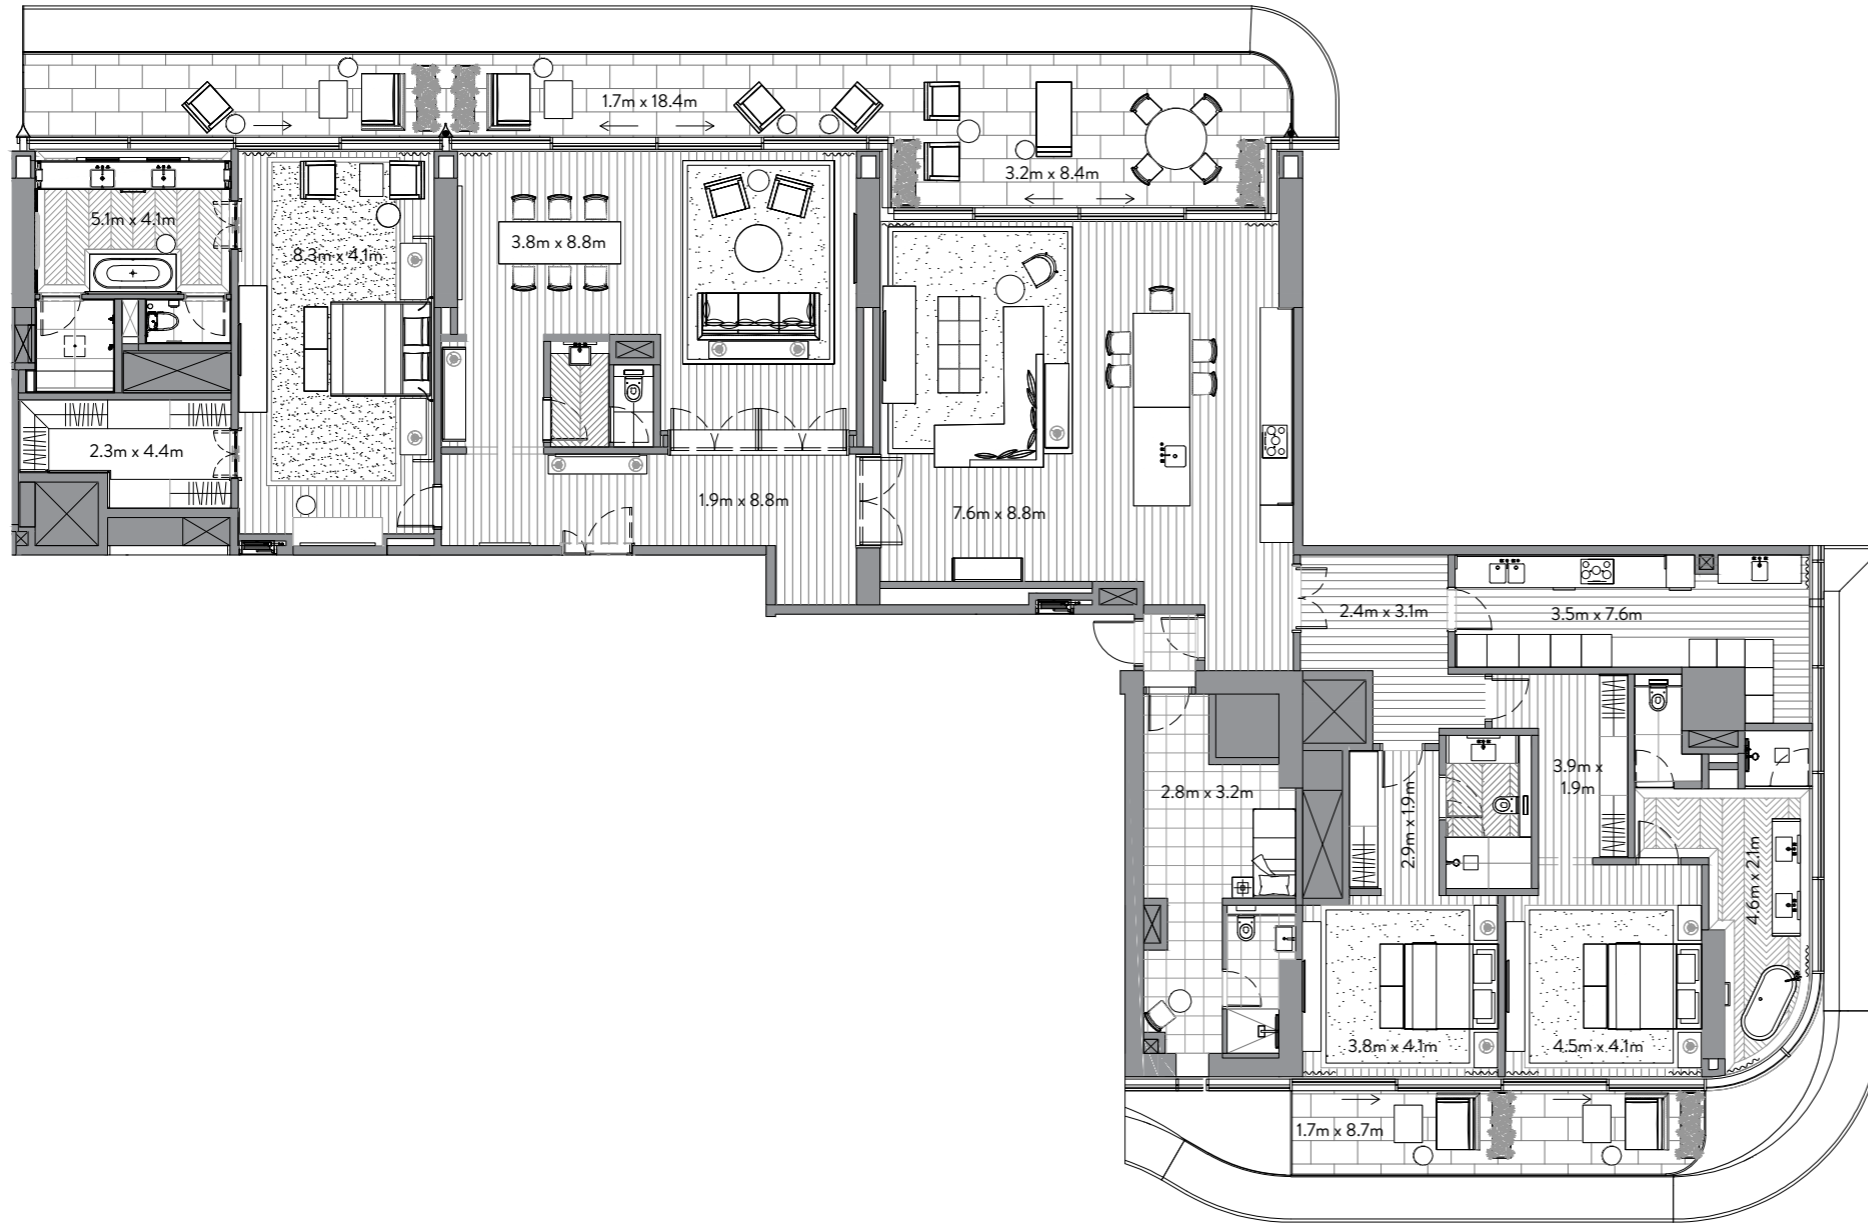 1.7m x 18.4m
3.2m x 8.4m
5.1m x 4.1m
8.3m x 4.1m
3.8m x 8.8m
2.3m x 4.4m
1.9m x 8.8m
7.6m x 8.8m
2.4m x 3.1m
3.5m x 7.6m
2.8m x 3.2m
2.9m x 1.9m
3.9m x
1.9m
4.6m x 2.1m
3.8m x 4.1m
4.5m x 4.1m
1.7m x 8.7m